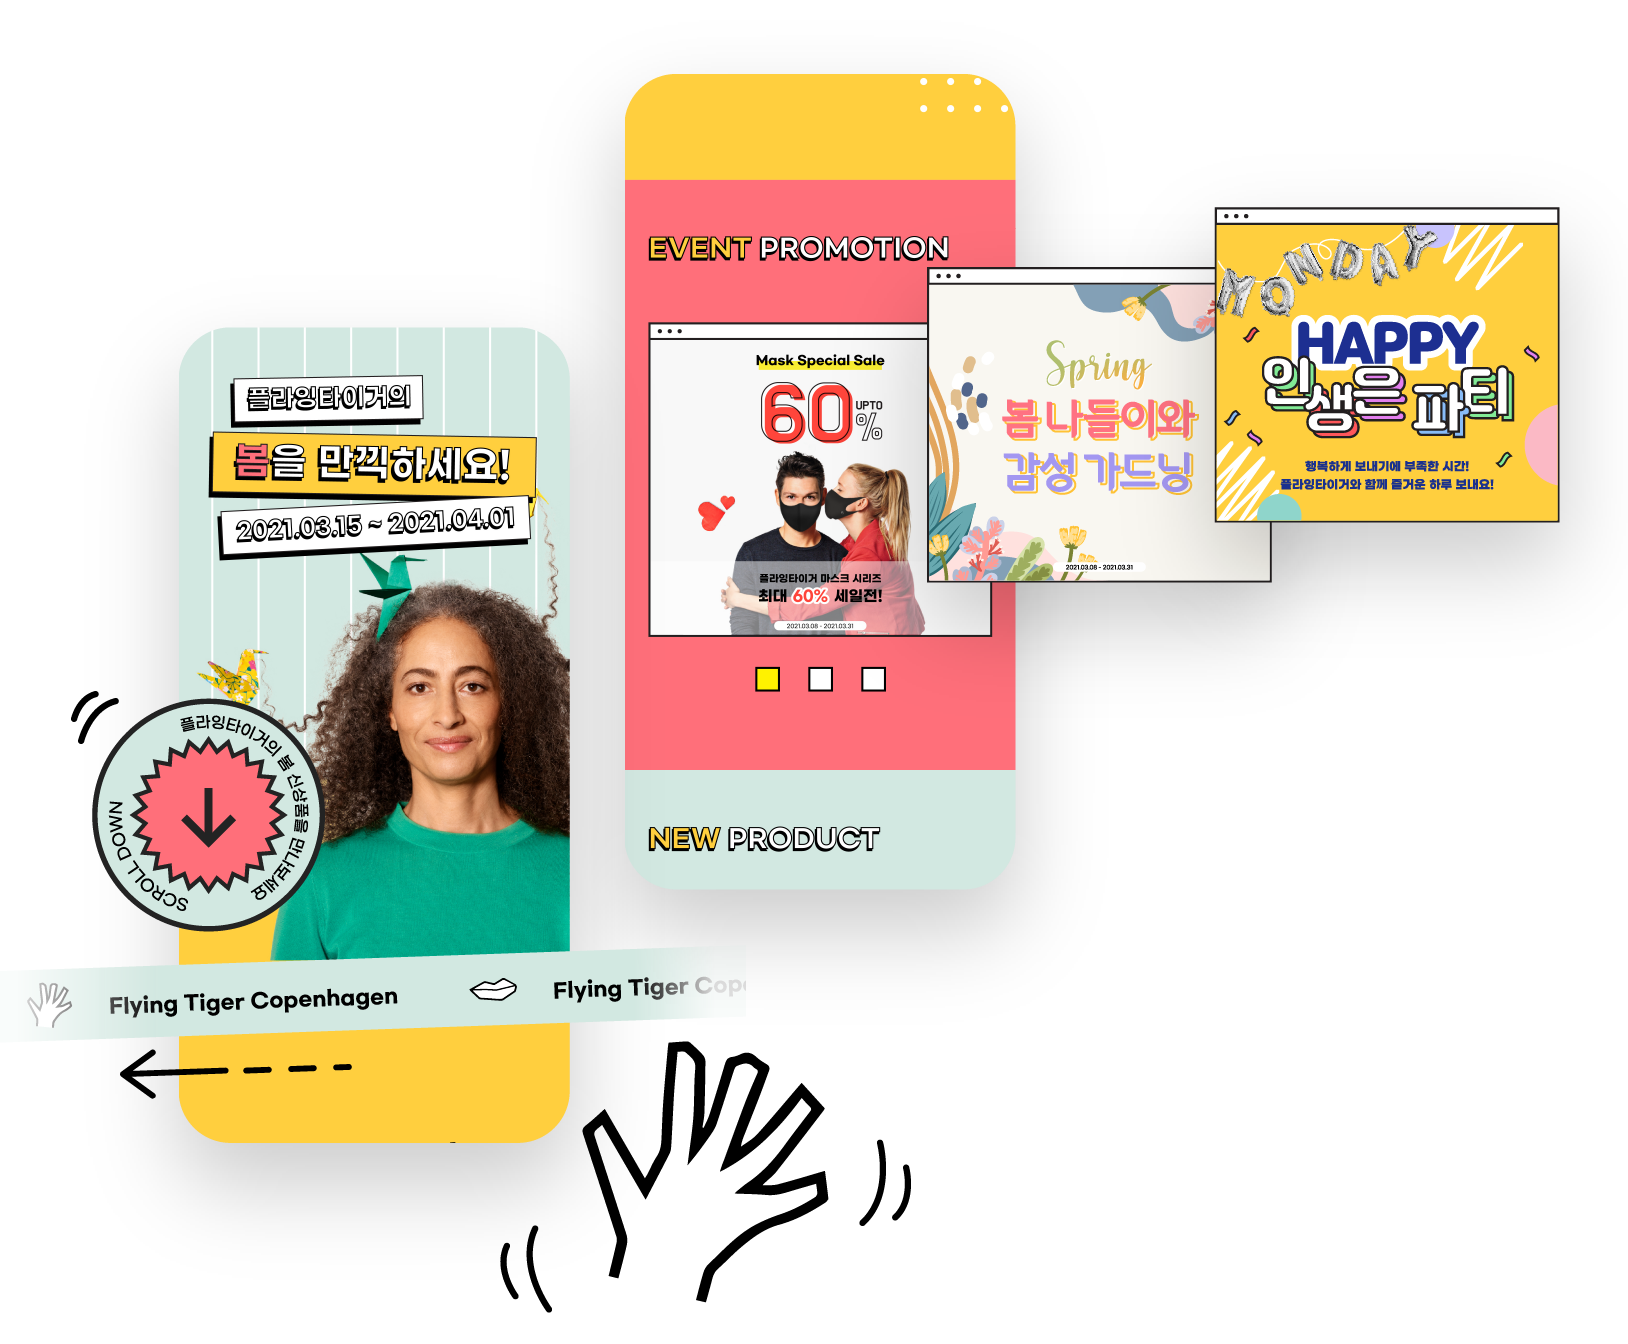 플라잉타이거의
봄을 만끽하세요!
2021.03.15 ~ 2021.04.01
플라잉타이거의 봄 신상품을 만나보세요
SCROLL DOWN
Flying Tiger Copenhagen
Flying Tiger Cop
EVENT PROMOTION
Mask Special Sale
60
UPTO
%
플라잉타이거 마스크 시리즈
최대 60% 세일전!
2021.03.08 - 2021.03.31
NEW PRODUCT
Spring
봄 나들이와
감성 가드닝
2021.03.08 - 2021.03.31
MONDAY
HAPPY
인생은 파티
행복하게 보내기에 부족한 시간!
플라잉타이거와 함께 즐거운 하루 보내요!